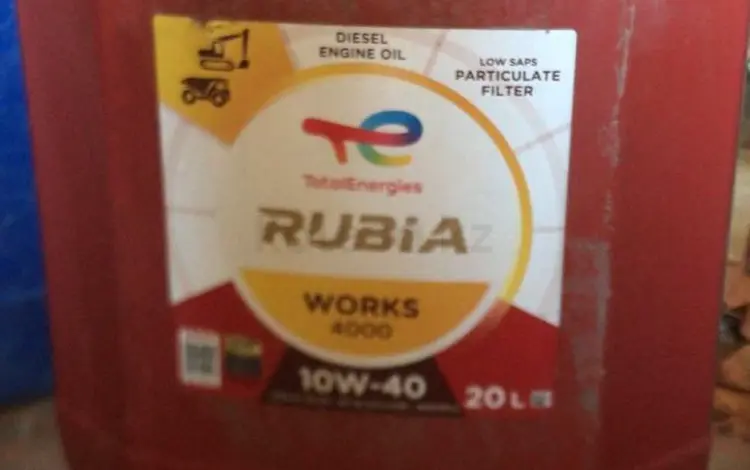 DIESEL
ENGINE OIL
LOW SAPS
PARTICULATE
FILTER
TotalEnergies
RUBiA
WORKS
4000
10W-40
20 L